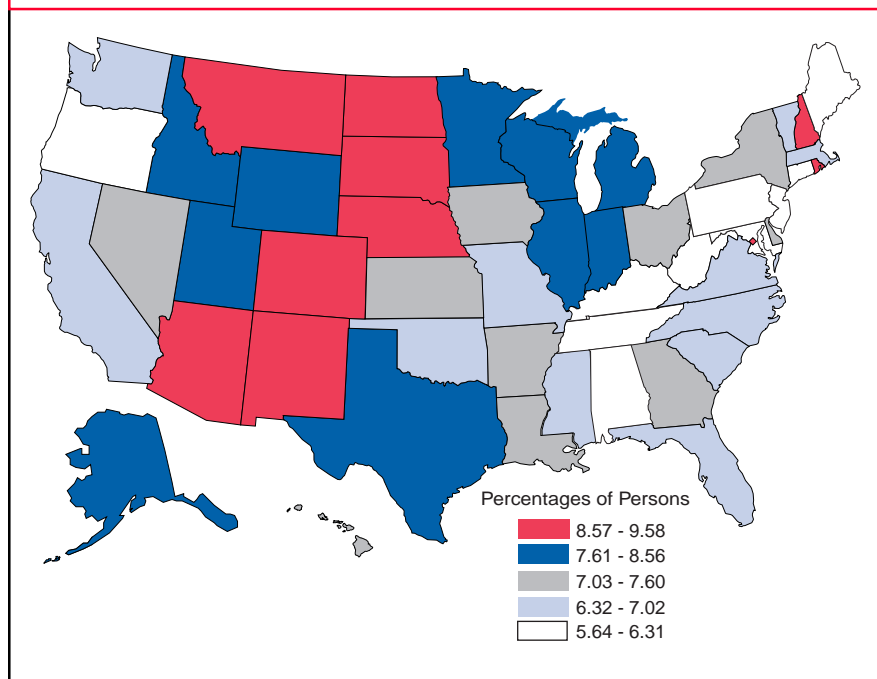 Percentages of Persons
8.57 - 9.58
7.61 - 8.56
7.03 - 7.60
6.32 - 7.02
5.64 - 6.31